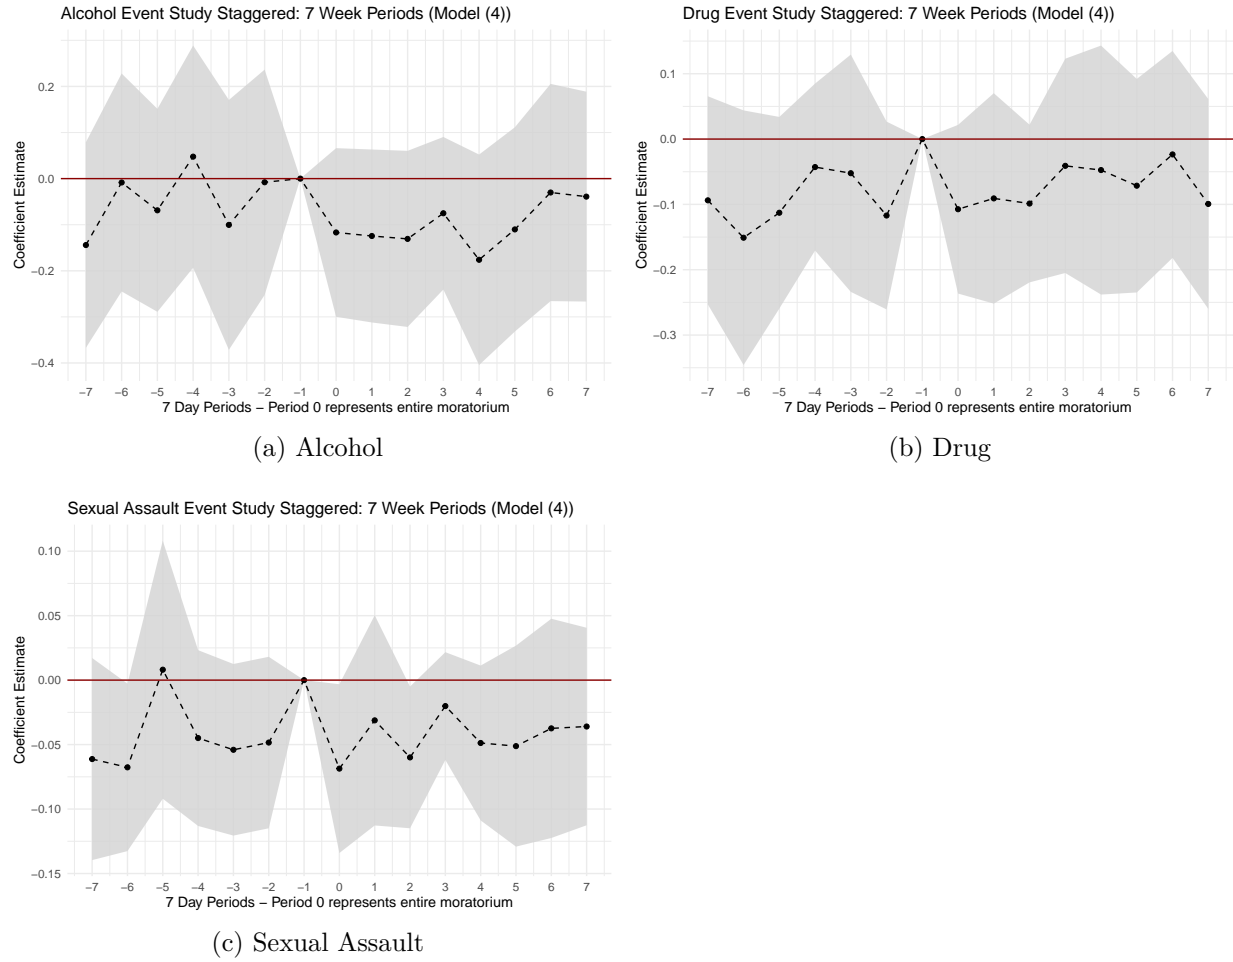 Alcohol Event Study Staggered: 7 Week Periods (Model (4))
Coefficient Estimate
0.2
0.0
−0.2
−0.4
−7 −6 −5 −4 −3 −2 −1 0 1 2 3 4 5 6 7
7 Day Periods − Period 0 represents entire moratorium
(a) Alcohol
Drug Event Study Staggered: 7 Week Periods (Model (4))
Coefficient Estimate
0.1
0.0
−0.1
−0.2
−0.3
−7 −6 −5 −4 −3 −2 −1 0 1 2 3 4 5 6 7
7 Day Periods − Period 0 represents entire moratorium
(b) Drug
Sexual Assault Event Study Staggered: 7 Week Periods (Model (4))
Coefficient Estimate
0.10
0.05
0.00
−0.05
−0.10
−0.15
−7 −6 −5 −4 −3 −2 −1 0 1 2 3 4 5 6 7
7 Day Periods − Period 0 represents entire moratorium
(c) Sexual Assault